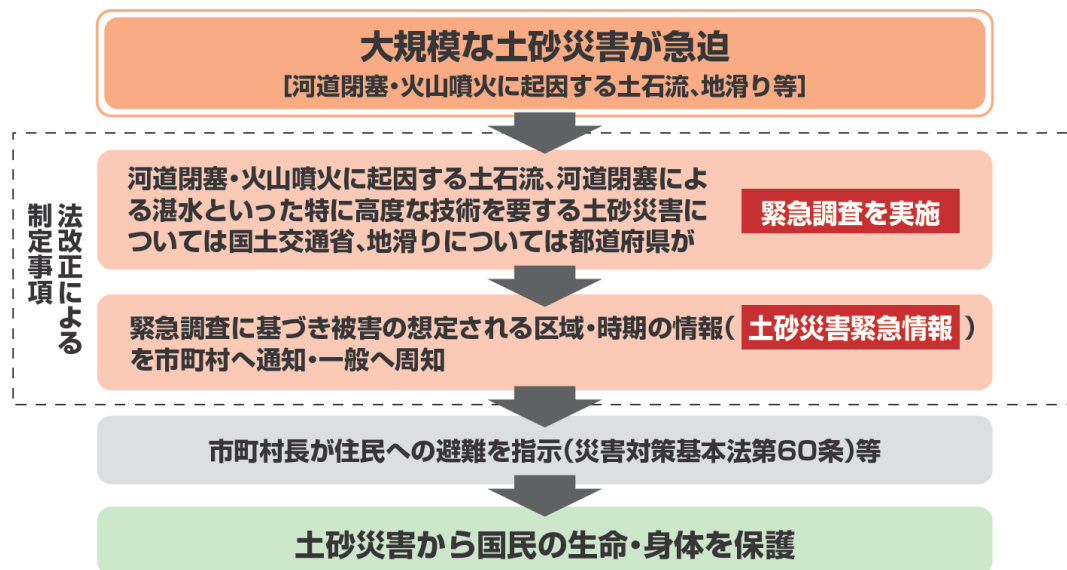 大規模な土砂災害が急迫
[河道閉塞・火山噴火に起因する土石流、地滑り等]
法改正による
制定事項
河道閉塞・火山噴火に起因する土石流、河道閉塞によ
る湛水といった特に高度な技術を要する土砂災害に
ついては国土交通省、地滑りについては都道府県が
緊急調査を実施
緊急調査に基づき被害の想定される区域・時期の情報(土砂災害緊急情報)
を市町村へ通知・一般へ周知
市町村長が住民への避難を指示(災害対策基本法第60条)等
土砂災害から国民の生命・身体を保護